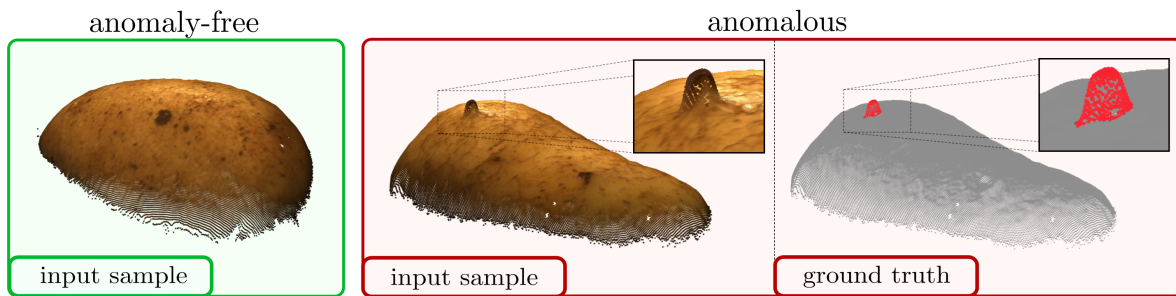 anomaly-free
anomalous
input sample
input sample
ground truth